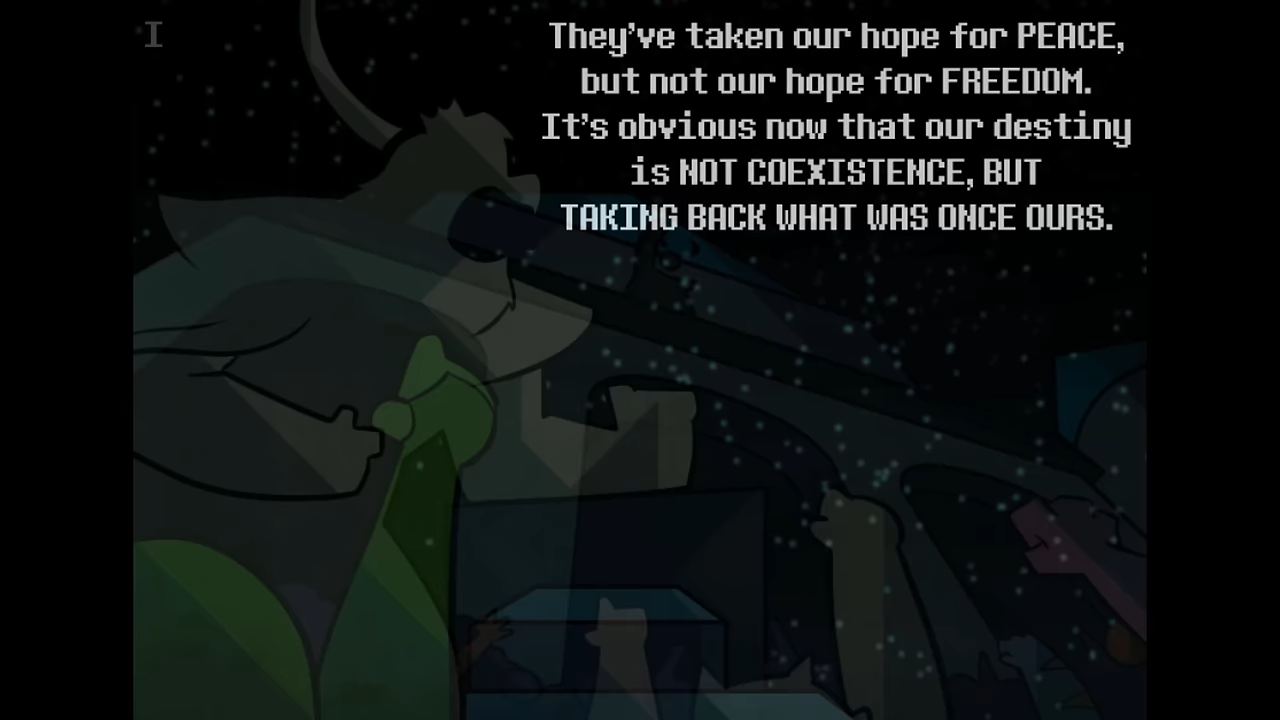 I
They've taken our hope for PEACE,
but not our hope for FREEDOM.
It's obvious now that our destiny
is NOT COEXISTENCE, BUT
TAKING BACK WHAT WAS ONCE OURS.